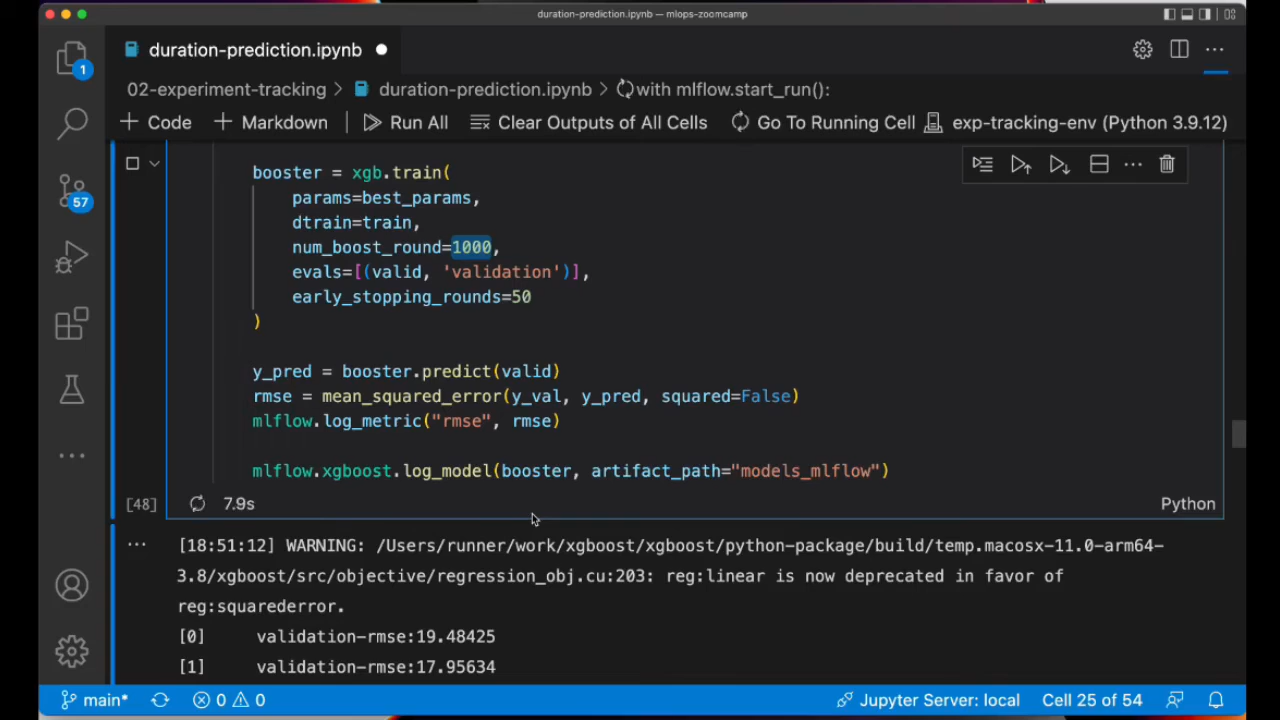 duration-prediction.ipynb — mlops-zoomcamp
duration-prediction.ipynb
02-experiment-tracking > duration-prediction.ipynb > with mlflow.start_run():
+ Code + Markdown Run All Clear Outputs of All Cells Go To Running Cell exp-tracking-env (Python 3.9.12)
1
57
booster = xgb.train(
params=best_params,
dtrain=train,
num_boost_round=1000,
evals=[(valid, 'validation')],
early_stopping_rounds=50
)
y_pred = booster.predict(valid)
rmse = mean_squared_error(y_val, y_pred, squared=False)
mlflow.log_metric("rmse", rmse)
mlflow.xgboost.log_model(booster, artifact_path="models_mlflow")
[48] 7.9s Python
[18:51:12] WARNING: /Users/runner/work/xgboost/xgboost/python-package/build/temp.macosx-11.0-arm64-
3.8/xgboost/src/objective/regression_obj.cu:203: reg:linear is now deprecated in favor of
reg:squarederror.
[0] validation-rmse:19.48425
[1] validation-rmse:17.95634
main* 0 0 Jupyter Server: local Cell 25 of 54